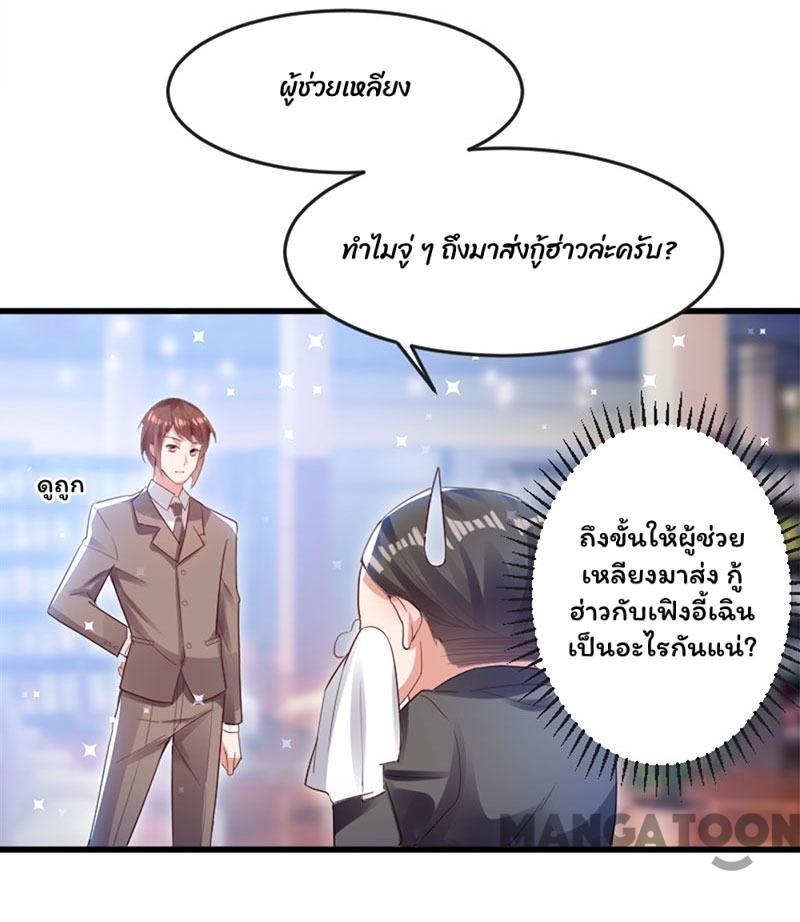 ผู้ช่วยเหลียง
ทำไมจู่ ๆ ถึงมาส่งกู้ฮ่าวล่ะครับ?
ดูถูก
ถึงขั้นให้ผู้ช่วย
เหลียงมาส่ง กู้
ฮ่าวกับเฟิงอี้เฉิน
เป็นอะไรกันแน่?
MANGATOON